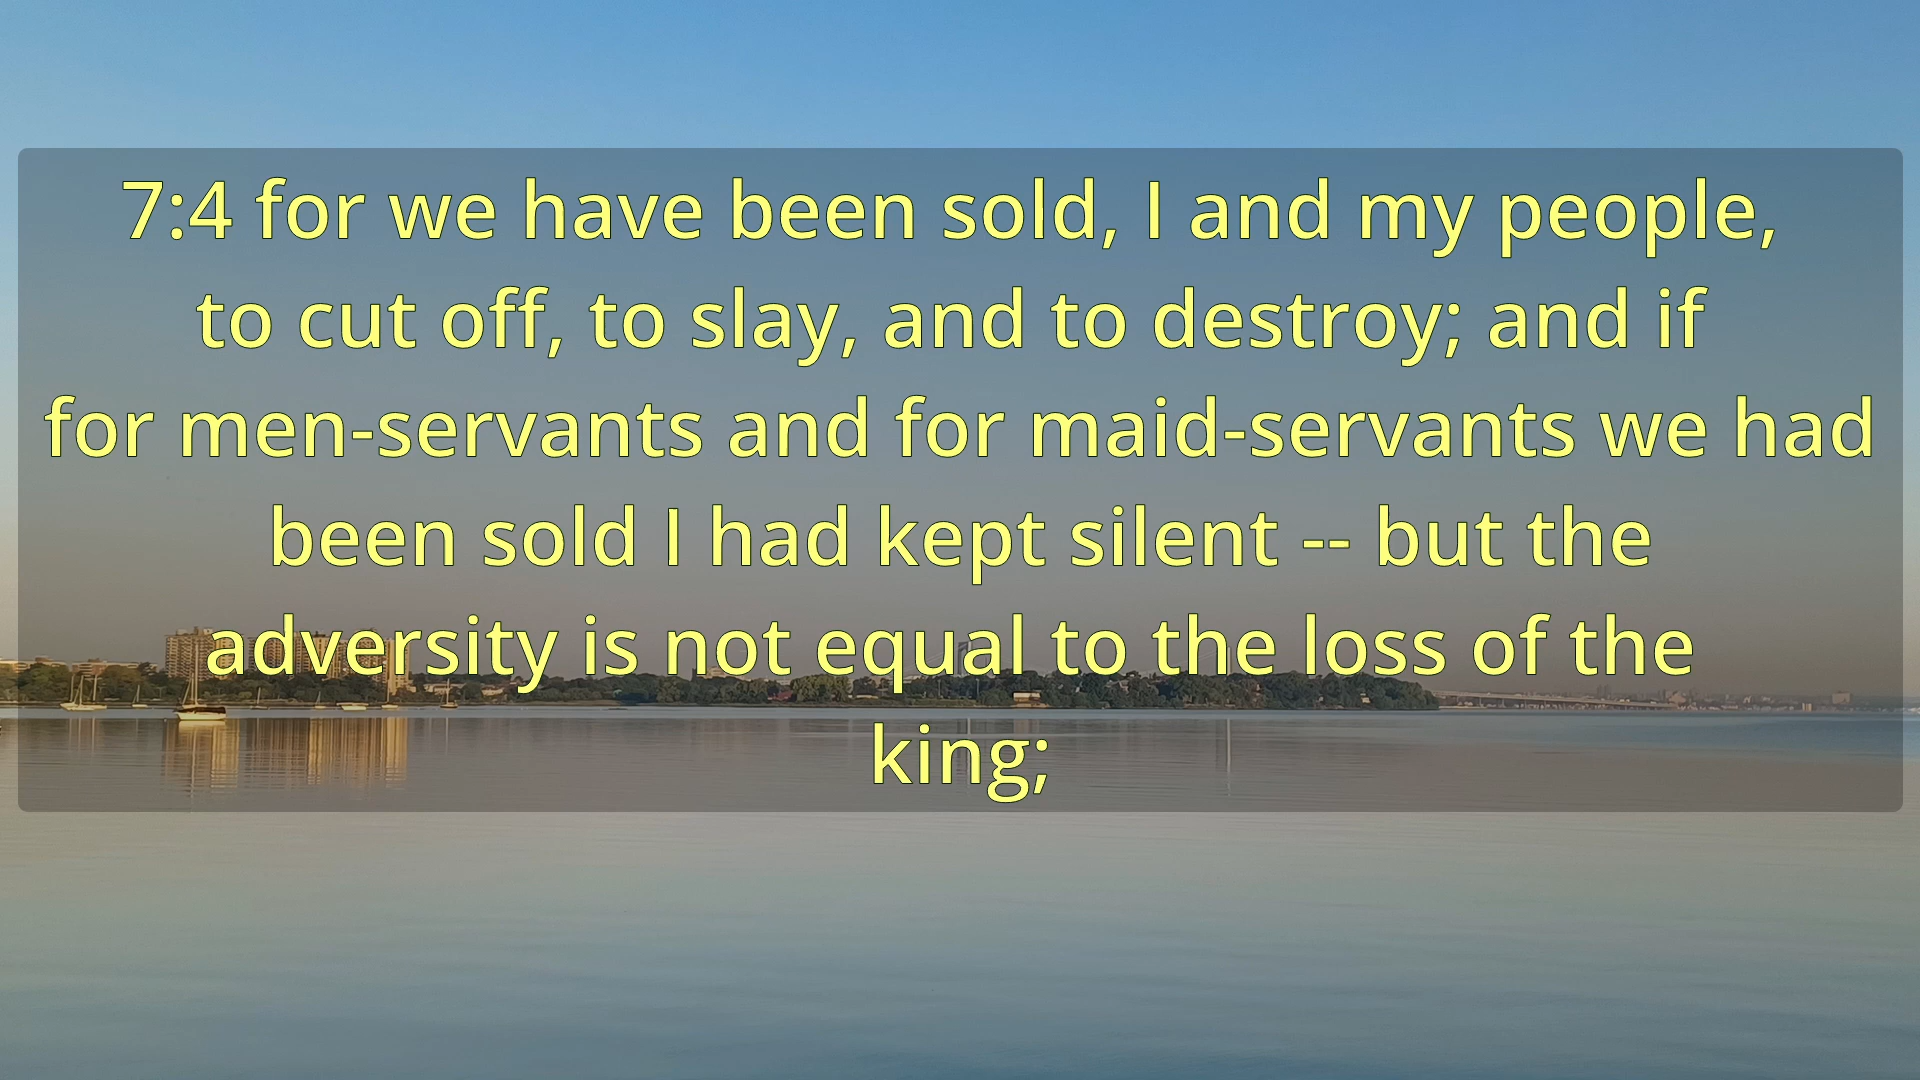 7:4 for we have been sold, I and my people,
to cut off, to slay, and to destroy; and if
for men-servants and for maid-servants we had
been sold I had kept silent -- but the
adversity is not equal to the loss of the
king;